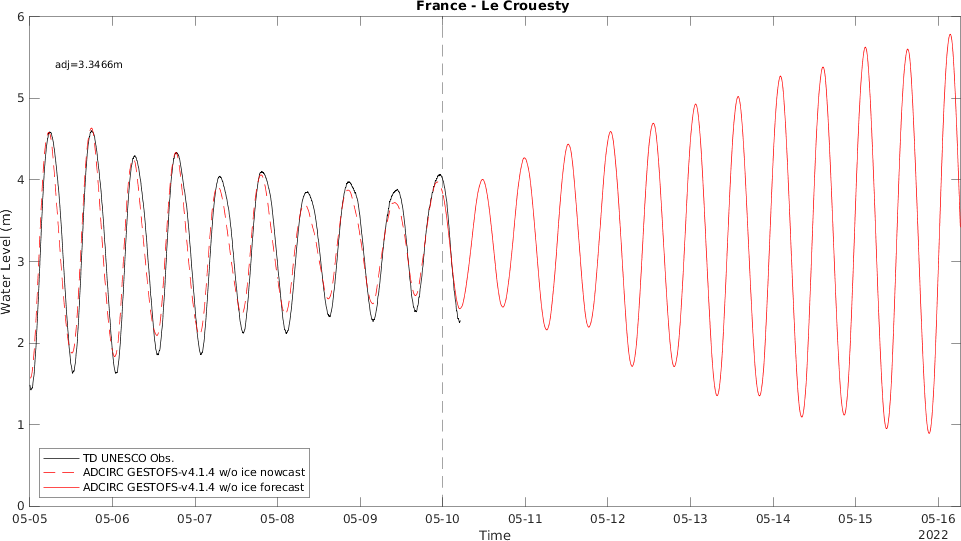 France - Le Crouesty
adj=3.3466m
Water Level (m)
6
5
4
3
2
1
0
TD UNESCO Obs.
ADCIRC GESTOFS-v4.1.4 w/o ice nowcast
ADCIRC GESTOFS-v4.1.4 w/o ice forecast
05-05 05-06 05-07 05-08 05-09 05-10 05-11 05-12 05-13 05-14 05-15 05-16
Time
2022